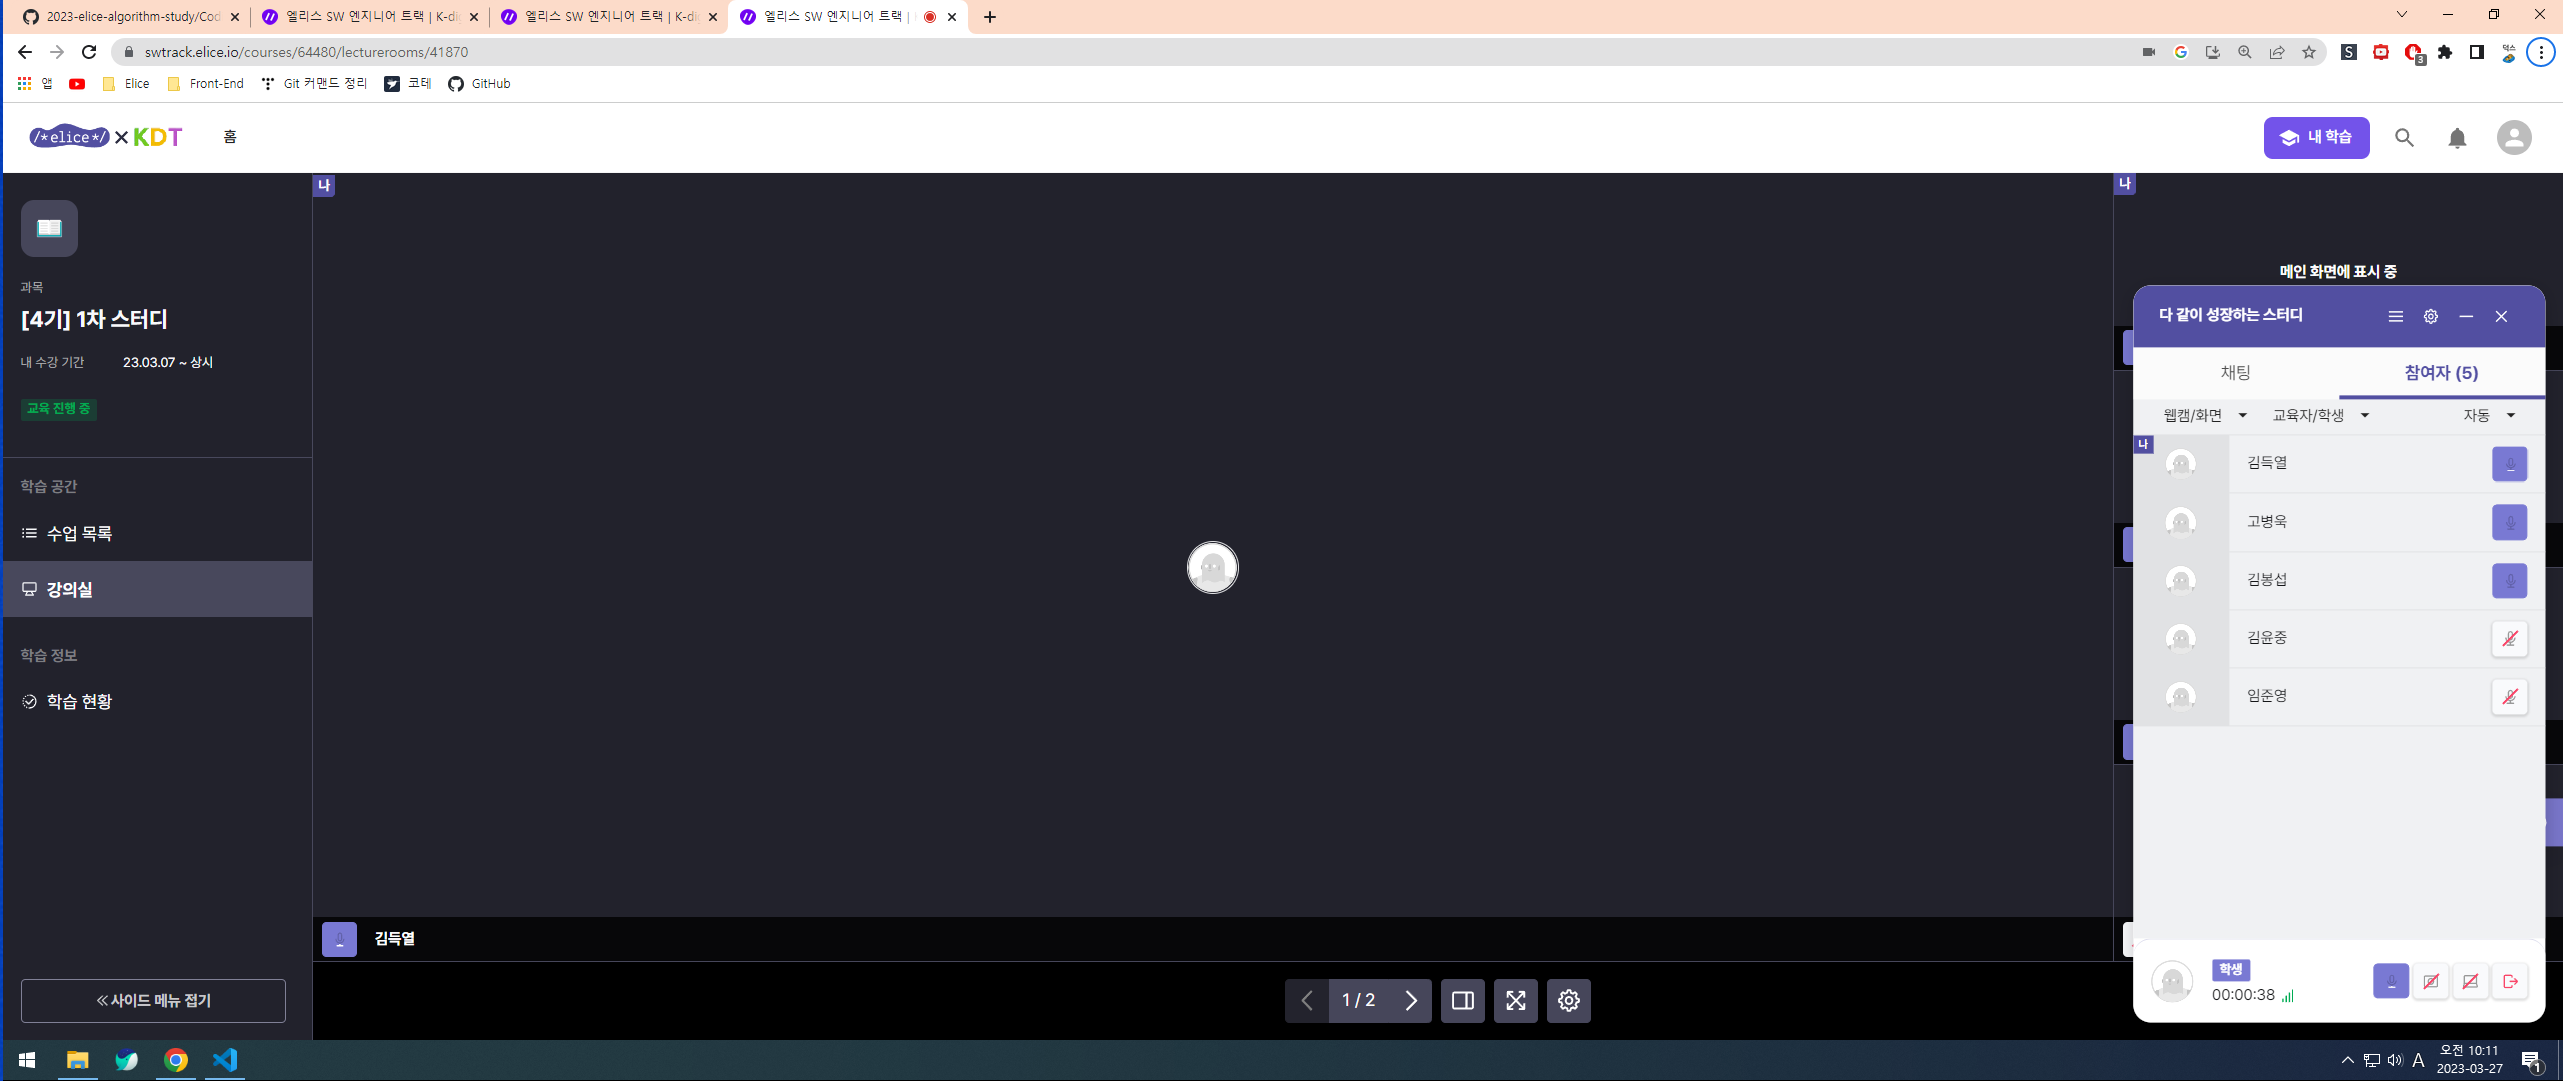 2023-elice-algorithm-study/Cod
엘리스 SW 엔지니어 트랙 | K-di
엘리스 SW 엔지니어 트랙 | K-di
엘리스 SW 엔지니어 트랙 |
swtrack.elice.io/courses/64480/lecturerooms/41870
S
3
앱
Elice
Front-End
Git 커맨드 정리
코테
GitHub
/*elice*/ × KDT
홈
내 학습
과목
[4기] 1차 스터디
내 수강 기간
23.03.07 ~ 상시
교육 진행 중
학습 공간
수업 목록
강의실
학습 정보
학습 현황
사이드 메뉴 접기
나
김득열
1 / 2
나
메인 화면에 표시 중
다 같이 성장하는 스터디
채팅
참여자 (5)
웹캠/화면
교육자/학생
자동
나
김득열
고병욱
김봉섭
김윤중
임준영
학생
00:00:38
A
오전 10:11
2023-03-27
1